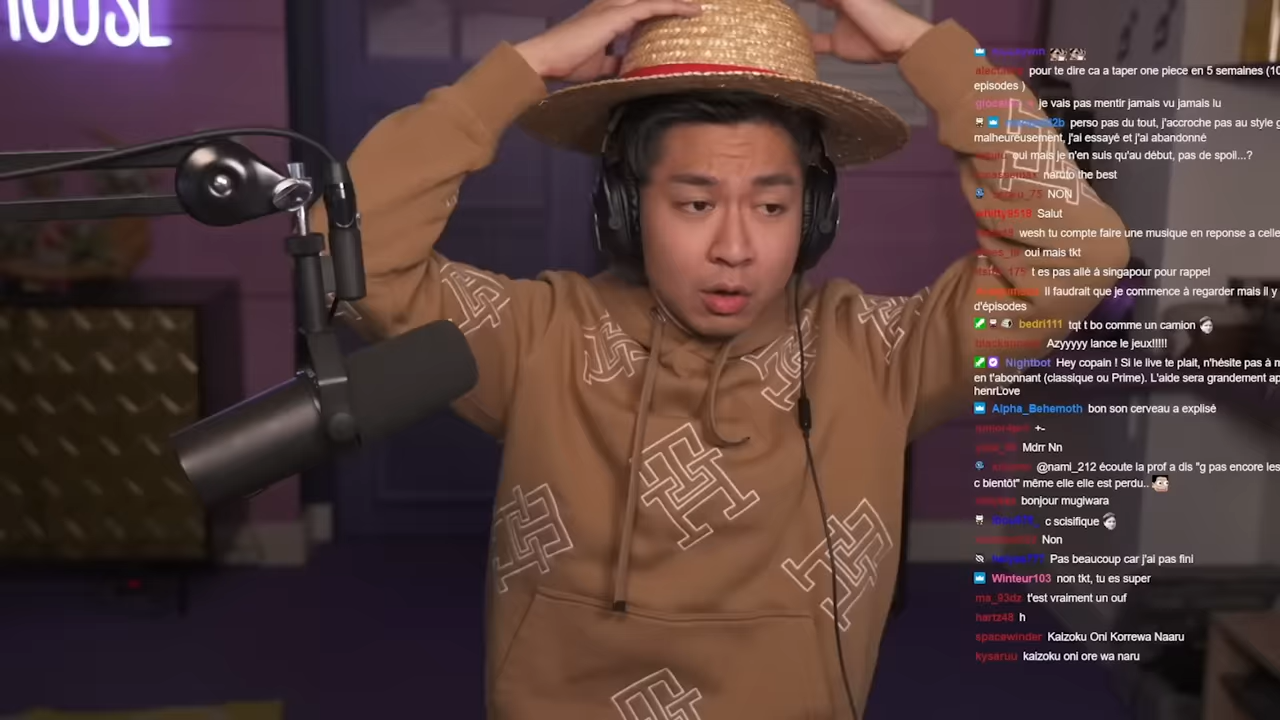 HOUSE
pour te dire ca a taper one piece en 5 semaines (10
episodes )
je vais pas mentir jamais vu jamais lu
perso pas du tout, j'accroche pas au style g
malheureusement, j'ai essayé et j'ai abandonné
oui mais je n'en suis qu'au début, pas de spoil...?
naruto the best
NON
Salut
wesh tu compte faire une musique en reponse a celle
oui mais tkt
t es pas allé à singapour pour rappel
Il faudrait que je commence à regarder mais il y
d'épisodes
bedri111 tqt t bo comme un camion
Azyyyyy lance le jeux!!!!!
Nightbot Hey copain ! Si le live te plait, n'hésite pas à m
en t'abonnant (classique ou Prime). L'aide sera grandement ap
henrLove
Alpha_Behemoth bon son cerveau a explisé
+-
Mdrr Nn
@nami_212 écoute la prof a dis "g pas encore les
c bientôt" même elle elle est perdu..
bonjour mugiwara
c scisifique
Non
Pas beaucoup car j'ai pas fini
Winteur103 non tkt, tu es super
ma_93dz t'est vraiment un ouf
hartz48 h
spacewinder Kaizoku Oni Korrewa Naaru
kysaruu kaizoku oni ore wa naru